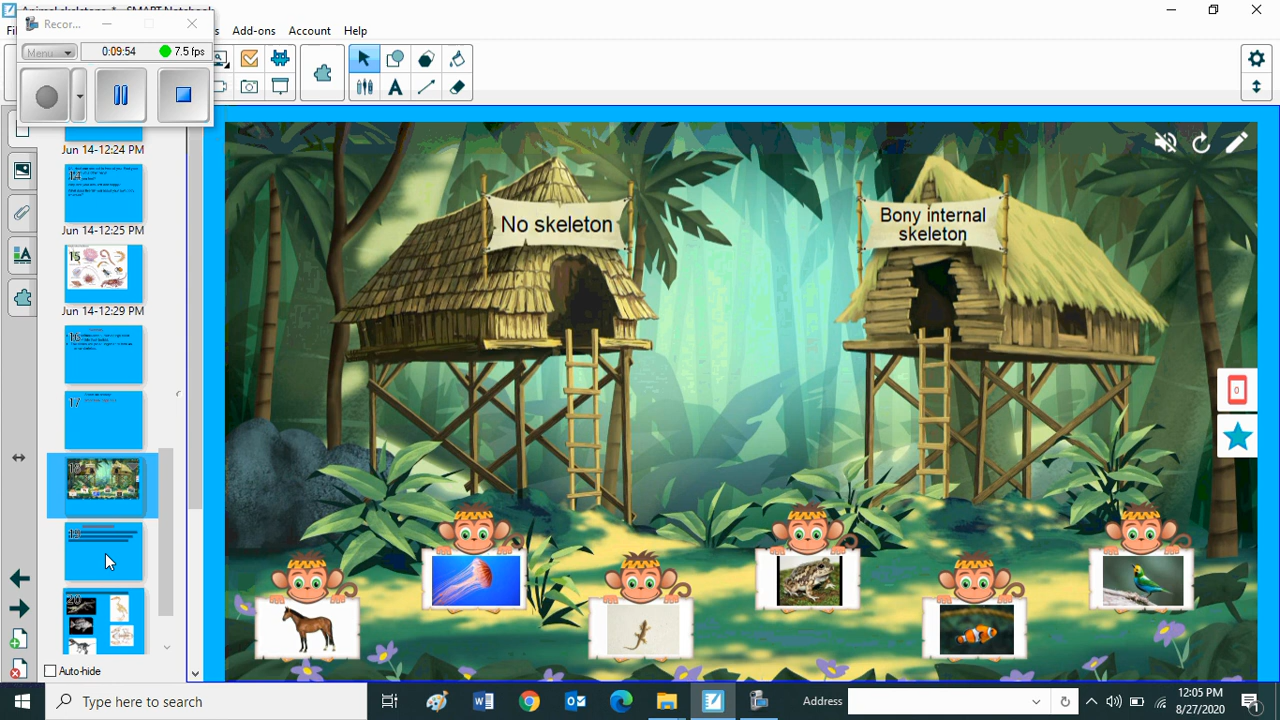 Recor...
Menu
0:09:54
7.5 fps
Add-ons
Account
Help
Jun 14-12:24 PM
14
Jun 14-12:25 PM
15
Jun 14-12:29 PM
16
17
18
19
20
Auto-hide
No skeleton
Bony internal
skeleton
0
Type here to search
Address
12:05 PM
8/27/2020
1